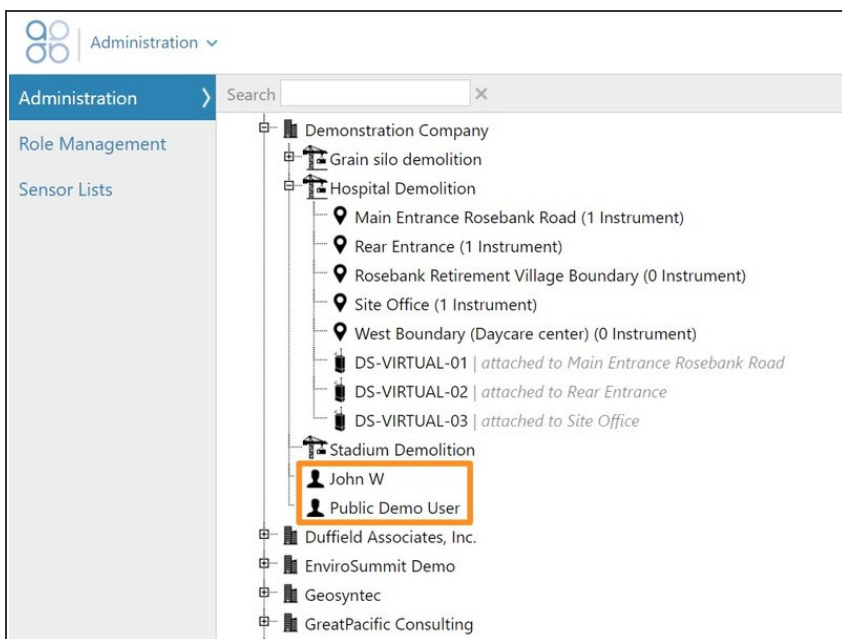 Administration
Administration
Search
Role Management
Sensor Lists
Demonstration Company
Grain silo demolition
Hospital Demolition
Main Entrance Rosebank Road (1 Instrument)
Rear Entrance (1 Instrument)
Rosebank Retirement Village Boundary (0 Instrument)
Site Office (1 Instrument)
West Boundary (Daycare center) (0 Instrument)
DS-VIRTUAL-01 | attached to Main Entrance Rosebank Road
DS-VIRTUAL-02 | attached to Rear Entrance
DS-VIRTUAL-03 | attached to Site Office
Stadium Demolition
John W
Public Demo User
Duffield Associates, Inc.
EnviroSummit Demo
Geosyntec
GreatPacific Consulting